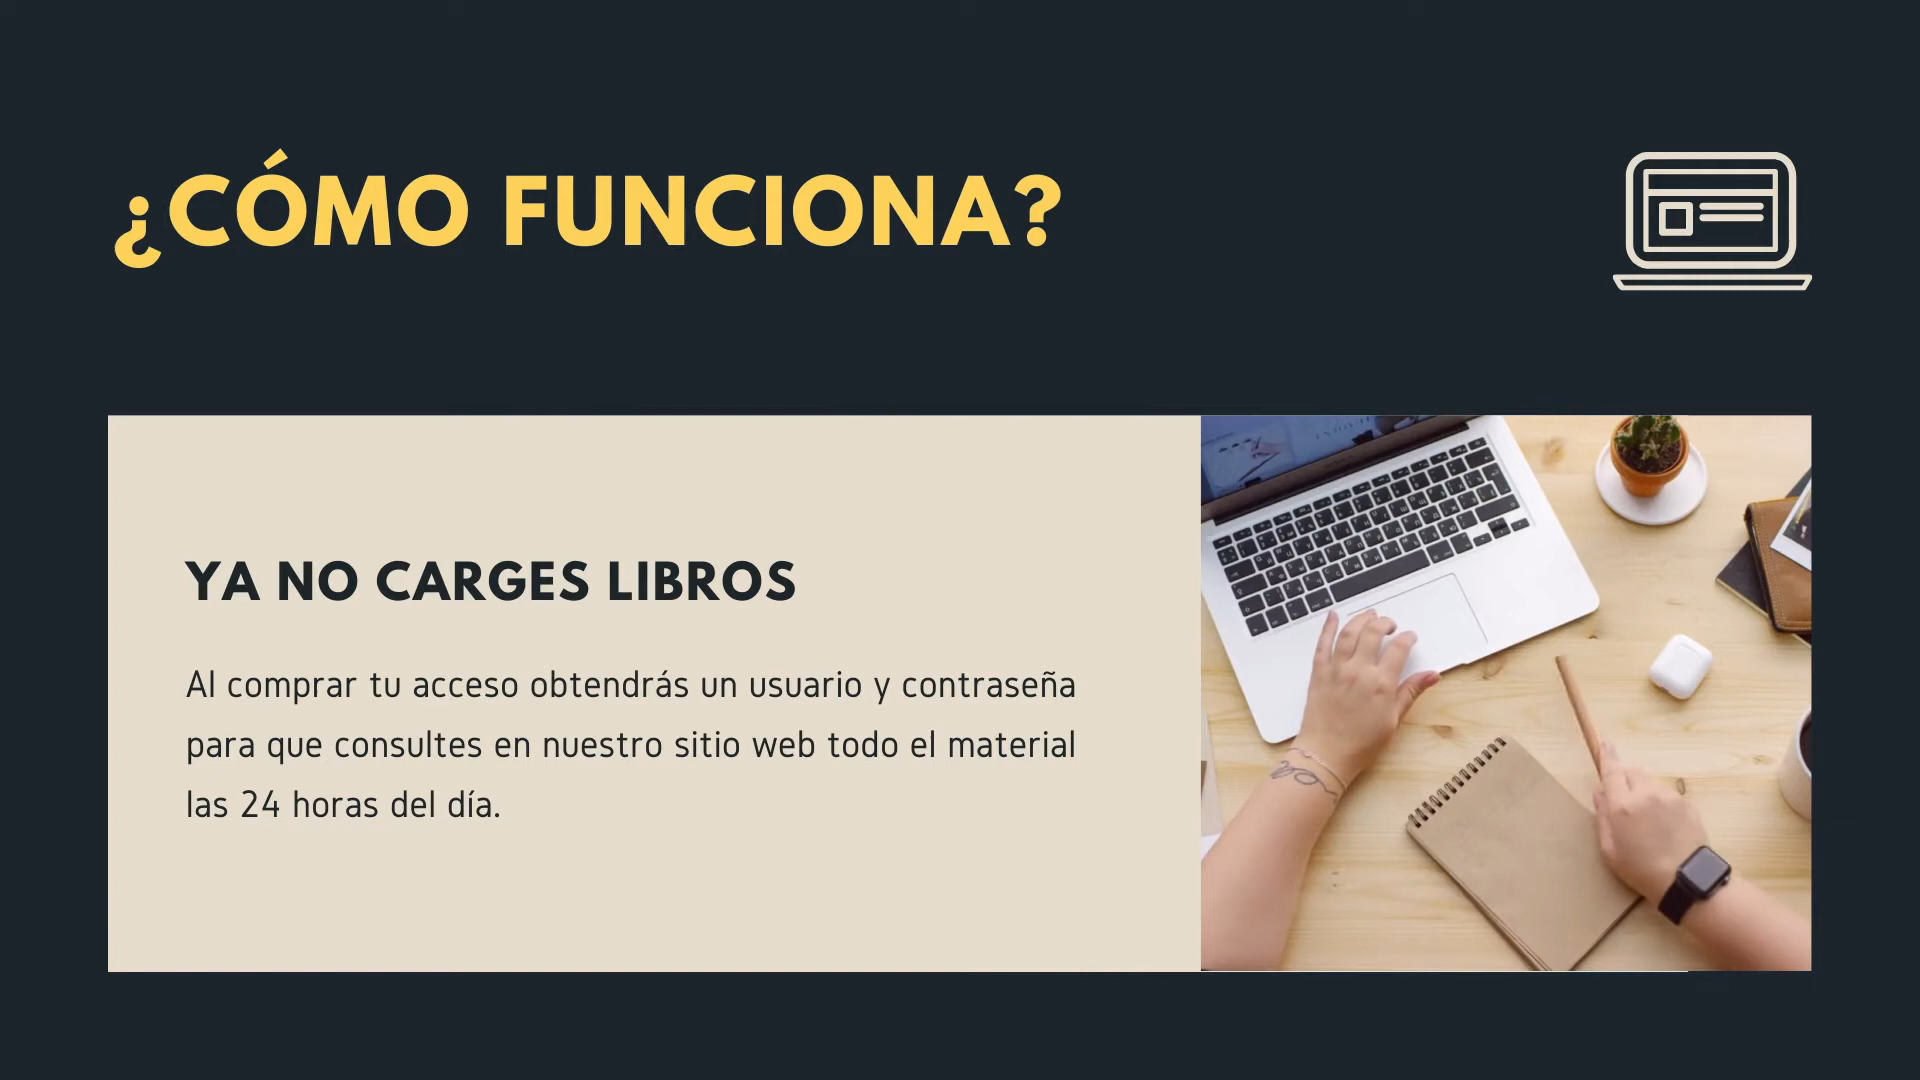 ¿CÓMO FUNCIONA?
YA NO CARGES LIBROS
Al comprar tu acceso obtendrás un usuario y contraseña
para que consultes en nuestro sitio web todo el material
las 24 horas del día.